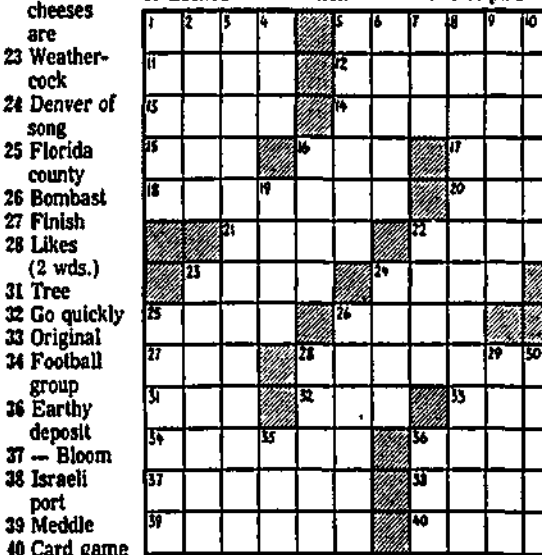 cheeses
are
23 Weather-
cock
24 Denver of
song
25 Florida
county
26 Bombast
27 Finish
28 Likes
(2 wds.)
31 Tree
32 Go quickly
33 Original
34 Football
group
36 Earthy
deposit
37 — Bloom
38 Israeli
port
39 Meddle
40 Card game
1 2 3 4 5 6 7 8 9 10
11 12
13 14
15 16 17
18 19 20
21 22
23 24
25 26
27 28 29 30
31 32 33
34 35 36
37 38
39 40